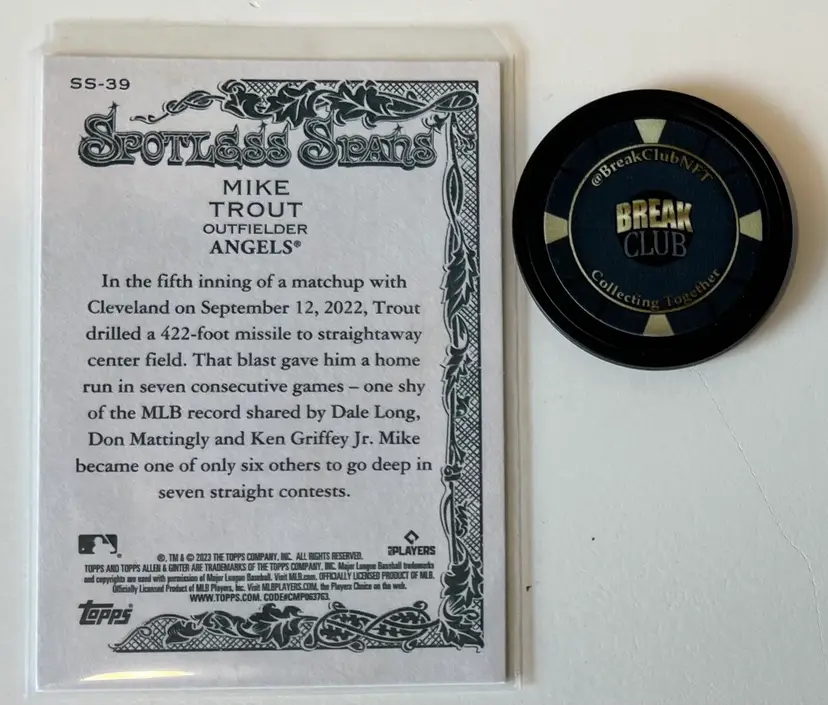 SS-39
SPOTLESS SPANS
MIKE
TROUT
OUTFIELDER
ANGELS®
In the fifth inning of a matchup with
Cleveland on September 12, 2022, Trout
drilled a 422-foot missile to straightaway
center field. That blast gave him a home
run in seven consecutive games – one shy
of the MLB record shared by Dale Long,
Don Mattingly and Ken Griffey Jr. Mike
became one of only six others to go deep in
seven straight contests.
PLAYERS
®, TM & © 2023 THE TOPPS COMPANY, INC. ALL RIGHTS RESERVED.
TOPPS AND TOPPS ALLEN & GINTER ARE TRADEMARKS OF THE TOPPS COMPANY, INC. Major League Baseball trademarks
and copyrights are used with permission of Major League Baseball. Visit MLB.com. OFFICIALLY LICENSED PRODUCT OF MLB.
Officially Licensed Product of MLB Players, Inc. Visit MLBPLAYERS.COM, the Players Choice on the web.
WWW.TOPPS.COM. CODE#CMP063763.
TOPPS®
@BreakClubNFT
BREAK
CLUB
Collecting Together